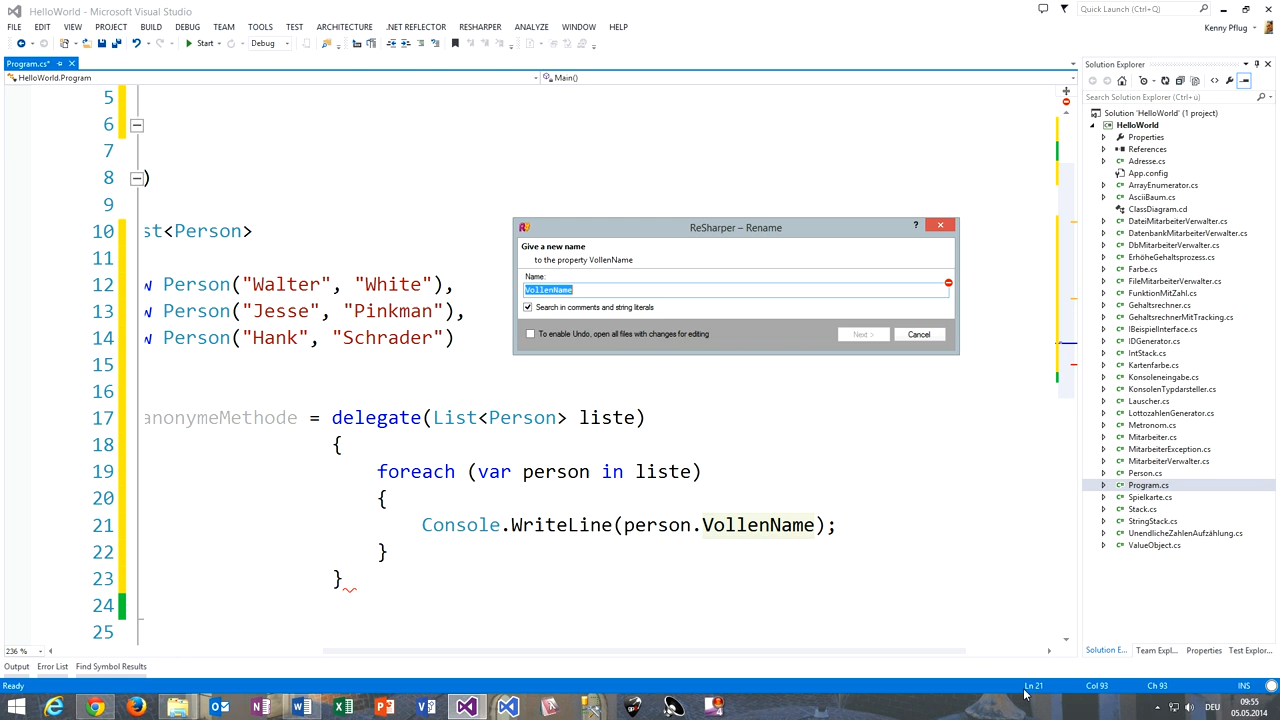 HelloWorld - Microsoft Visual Studio
Quick Launch (Ctrl+Q)
FILE EDIT VIEW PROJECT BUILD DEBUG TEAM TOOLS TEST ARCHITECTURE .NET REFLECTOR RESHARPER ANALYZE WINDOW HELP
Kenny Pflug
Start Debug
Program.cs*
HelloWorld.Program
Main()
5
6
7
8 )
9
10 st<Person>
11
12 w Person("Walter", "White"),
13 w Person("Jesse", "Pinkman"),
14 w Person("Hank", "Schrader")
15
16
17 anonymeMethode = delegate(List<Person> liste)
18 {
19 foreach (var person in liste)
20 {
21 Console.WriteLine(person.VollenName);
22 }
23 }
24
25
236 %
ReSharper – Rename
Give a new name
to the property VollenName
Name:
VollenName
Search in comments and string literals
To enable Undo, open all files with changes for editing
Next >
Cancel
Solution Explorer
Search Solution Explorer (Ctrl+ü)
Solution 'HelloWorld' (1 project)
HelloWorld
Properties
References
Adresse.cs
App.config
ArrayEnumerator.cs
AsciiBaum.cs
ClassDiagram.cd
DateiMitarbeiterVerwalter.cs
DatenbankMitarbeiterVerwalter.cs
DbMitarbeiterVerwalter.cs
ErhöheGehaltsprozess.cs
Farbe.cs
FileMitarbeiterVerwalter.cs
FunktionMitZahl.cs
Gehaltsrechner.cs
GehaltsrechnerMitTracking.cs
IBeispielInterface.cs
IDGenerator.cs
IntStack.cs
Kartenfarbe.cs
Konsoleneingabe.cs
KonsolenTypdarsteller.cs
Lauscher.cs
LottozahlenGenerator.cs
Metronom.cs
Mitarbeiter.cs
MitarbeiterException.cs
MitarbeiterVerwalter.cs
Person.cs
Program.cs
Spielkarte.cs
Stack.cs
StringStack.cs
UnendlicheZahlenAufzählung.cs
ValueObject.cs
Solution E... Team Expl... Properties Test Explor...
Output Error List Find Symbol Results
Ready
Ln 21 Col 93 Ch 93 INS
DEU
09:55
05.05.2014